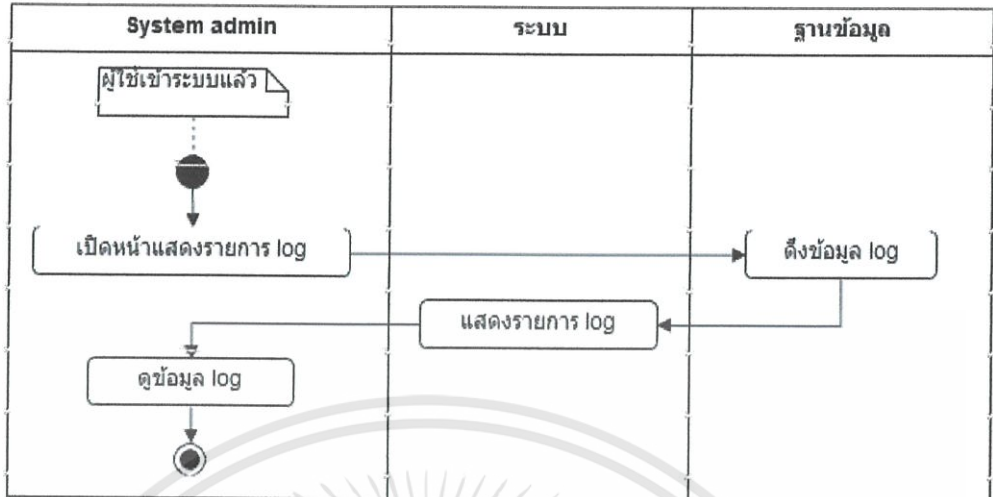 System admin
ระบบ
ฐานข้อมูล
ผู้ใช้เข้าระบบแล้ว
เปิดหน้าแสดงรายการ log
ดึงข้อมูล log
แสดงรายการ log
ดูข้อมูล log